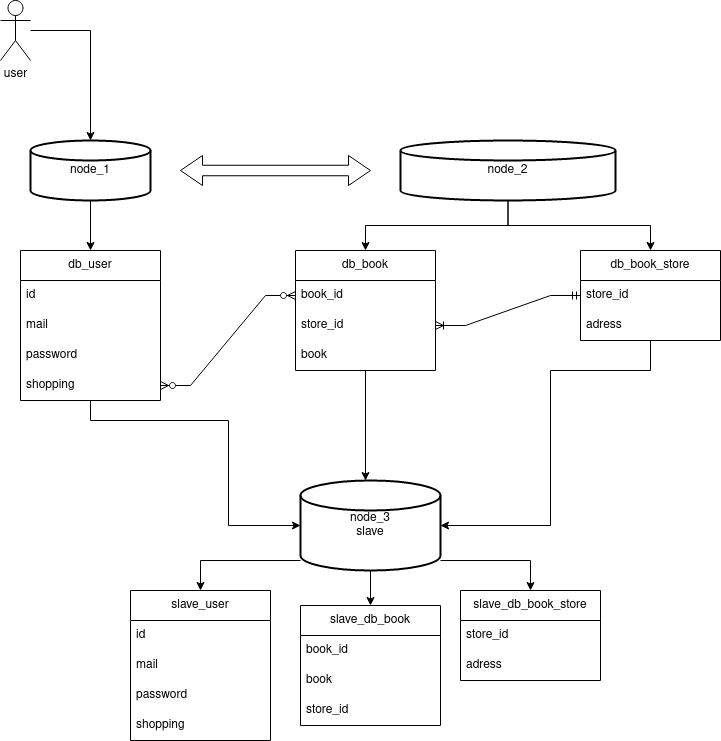 user
node_1
node_2
db_user
id
mail
password
shopping
db_book
book_id
store_id
book
db_book_store
store_id
adress
node_3
slave
slave_user
id
mail
password
shopping
slave_db_book
book_id
book
store_id
slave_db_book_store
store_id
adress